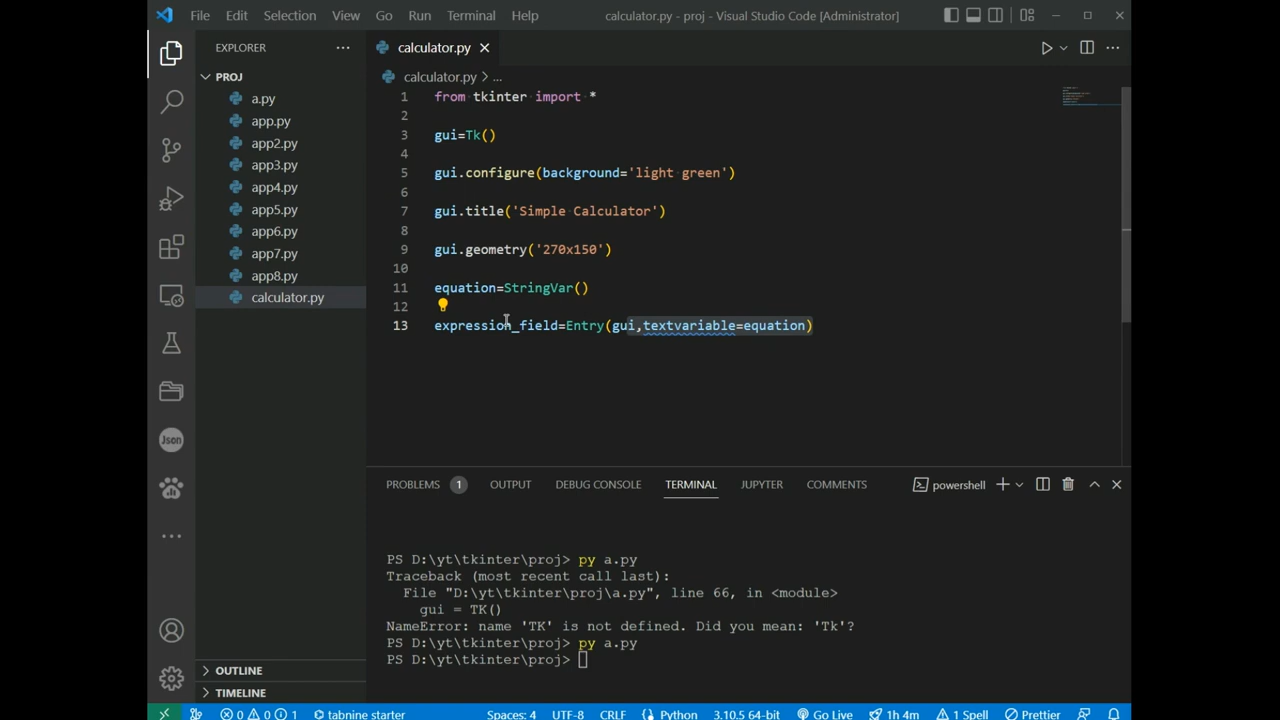 File Edit Selection View Go Run Terminal Help calculator.py - proj - Visual Studio Code [Administrator]
EXPLORER
PROJ
a.py
app.py
app2.py
app3.py
app4.py
app5.py
app6.py
app7.py
app8.py
calculator.py
OUTLINE
TIMELINE
Json
calculator.py
calculator.py > ...
1 from tkinter import *
2
3 gui=Tk()
4
5 gui.configure(background='light green')
6
7 gui.title('Simple Calculator')
8
9 gui.geometry('270x150')
10
11 equation=StringVar()
12
13 expression_field=Entry(gui,textvariable=equation)
PROBLEMS 1 OUTPUT DEBUG CONSOLE TERMINAL JUPYTER COMMENTS powershell
PS D:\yt\tkinter\proj> py a.py
Traceback (most recent call last):
File "D:\yt\tkinter\proj\a.py", line 66, in <module>
gui = TK()
NameError: name 'TK' is not defined. Did you mean: 'Tk'?
PS D:\yt\tkinter\proj> py a.py
PS D:\yt\tkinter\proj>
0 0 1 tabnine starter Spaces: 4 UTF-8 CRLF Python 3.10.5 64-bit Go Live 1h 4m 1 Spell Prettier